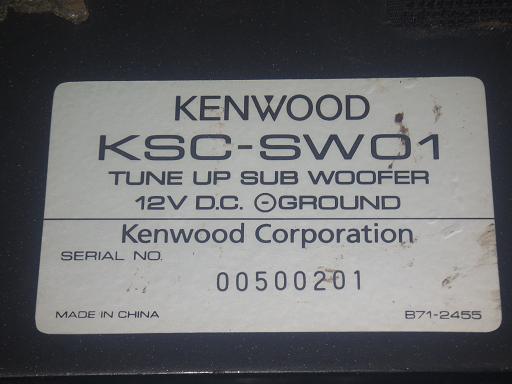 KENWOOD
KSC-SW01
TUNE UP SUB WOOFER
12V D.C. ⊖GROUND
Kenwood Corporation
SERIAL NO.
00500201
MADE IN CHINA B71-2455